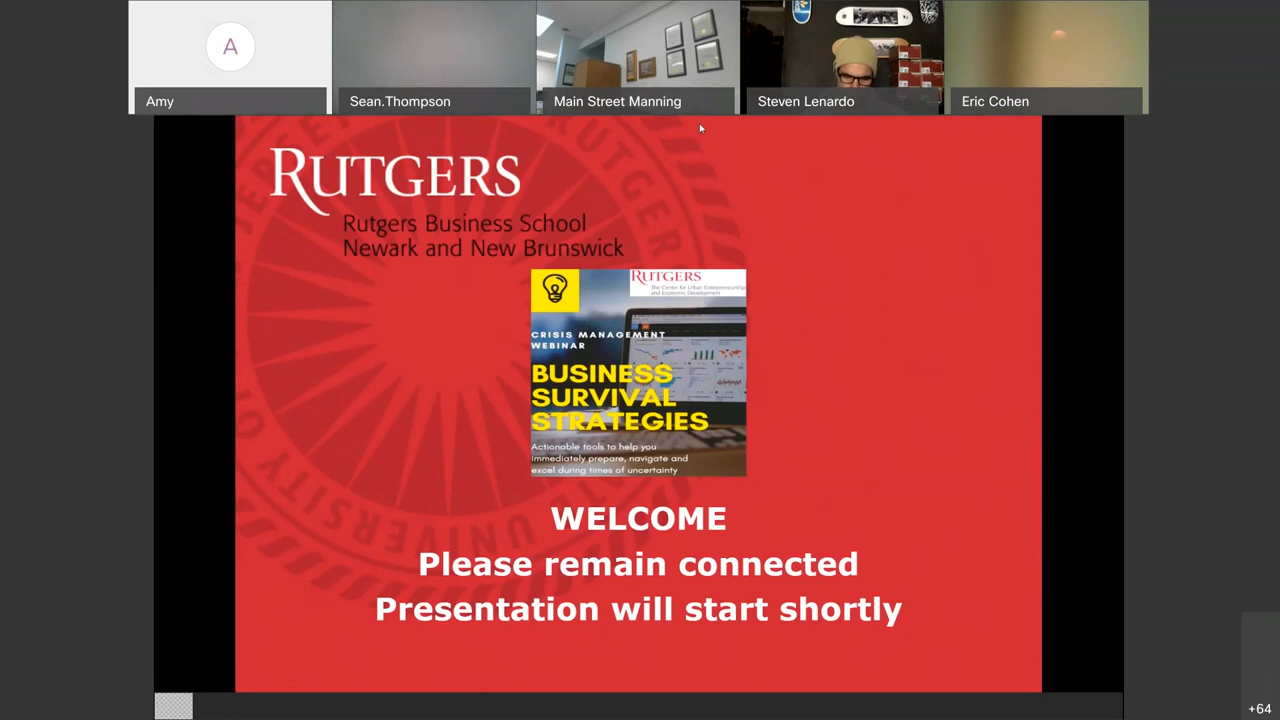 A
Amy
Sean.Thompson
Main Street Manning
Steven Lenardo
Eric Cohen
RUTGERS
Rutgers Business School
Newark and New Brunswick
RUTGERS
The Center for Urban Entrepreneurship
and Economic Development
CRISIS MANAGEMENT
WEBINAR
BUSINESS
SURVIVAL
STRATEGIES
Actionable tools to help you
immediately prepare, navigate and
excel during times of uncertainty
WELCOME
Please remain connected
Presentation will start shortly
+64